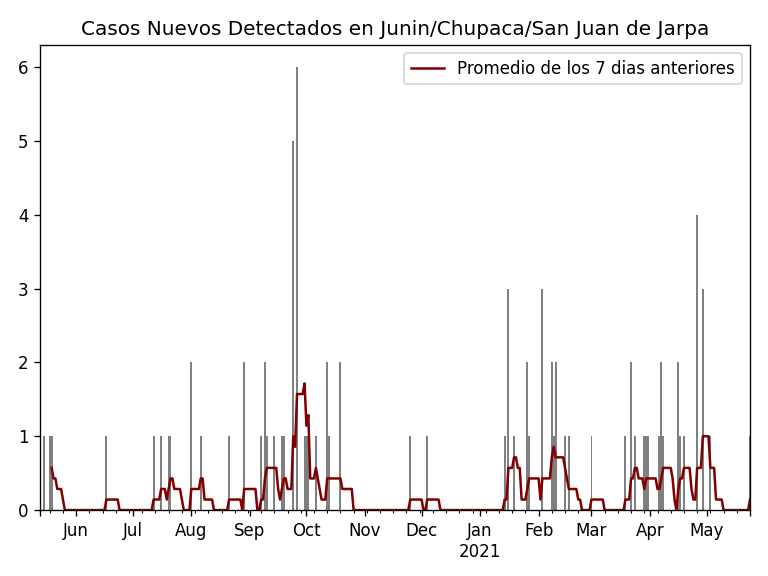 Casos Nuevos Detectados en Junin/Chupaca/San Juan de Jarpa
Promedio de los 7 dias anteriores
6
5
4
3
2
1
0
Jun Jul Aug Sep Oct Nov Dec Jan Feb Mar Apr May
2021